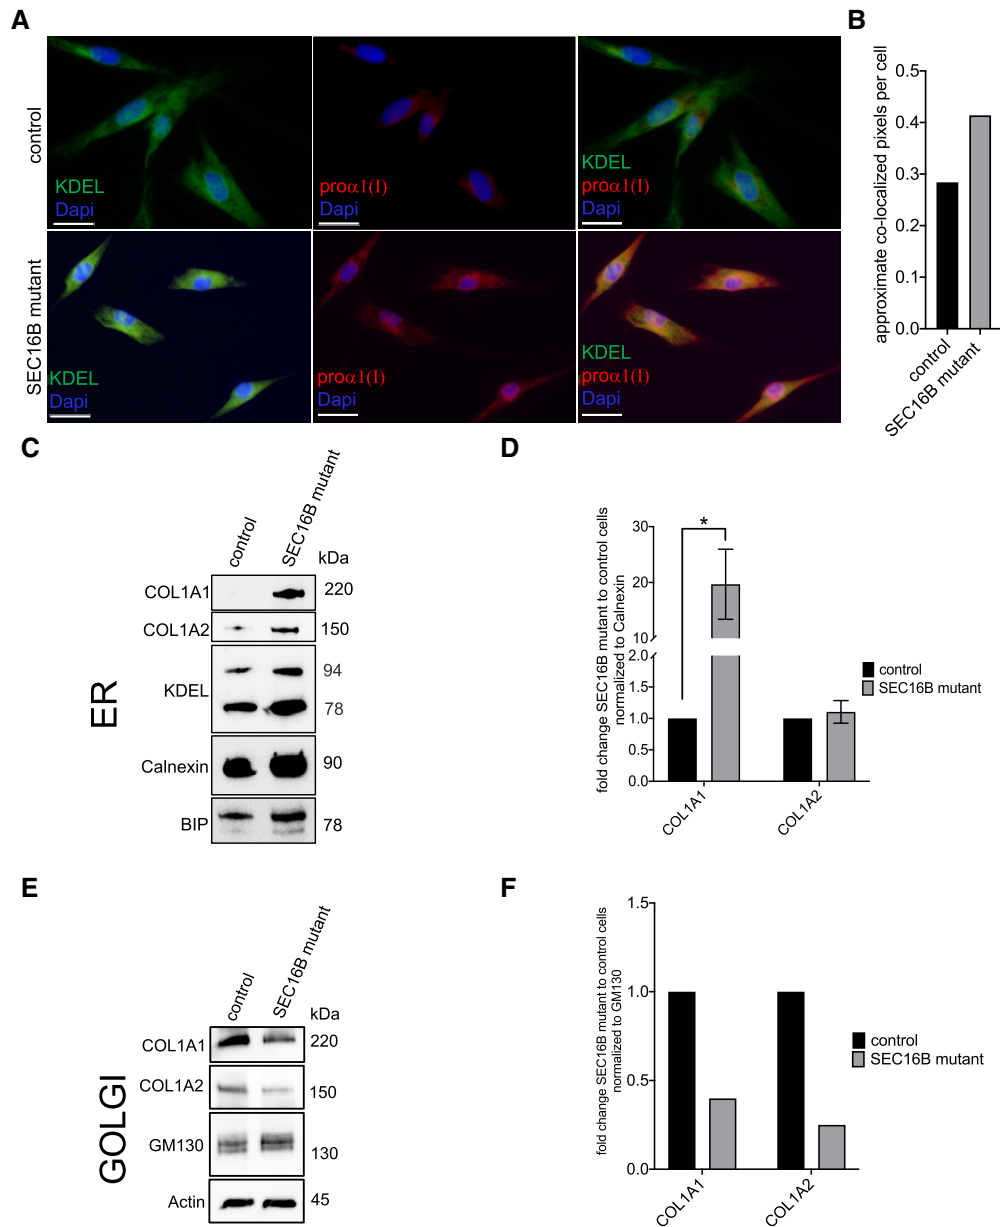 A
control
KDEL
Dapi
proα1(I)
Dapi
KDEL
proα1(I)
Dapi
SEC16B mutant
KDEL
Dapi
proα1(I)
Dapi
KDEL
proα1(I)
Dapi
B
approximate co-localized pixels per cell
0.5
0.4
0.3
0.2
0.1
0.0
control
SEC16B mutant
C
ER
control
SEC16B mutant
kDa
COL1A1
220
COL1A2
150
KDEL
94
78
Calnexin
90
BIP
78
D
fold change SEC16B mutant to control cells
normalized to Calnexin
30
20
10
2.0
1.5
1.0
0.5
0.0
*
COL1A1
COL1A2
control
SEC16B mutant
E
GOLGI
control
SEC16B mutant
kDa
COL1A1
220
COL1A2
150
GM130
130
Actin
45
F
fold change SEC16B mutant to control cells
normalized to GM130
1.5
1.0
0.5
0.0
COL1A1
COL1A2
control
SEC16B mutant